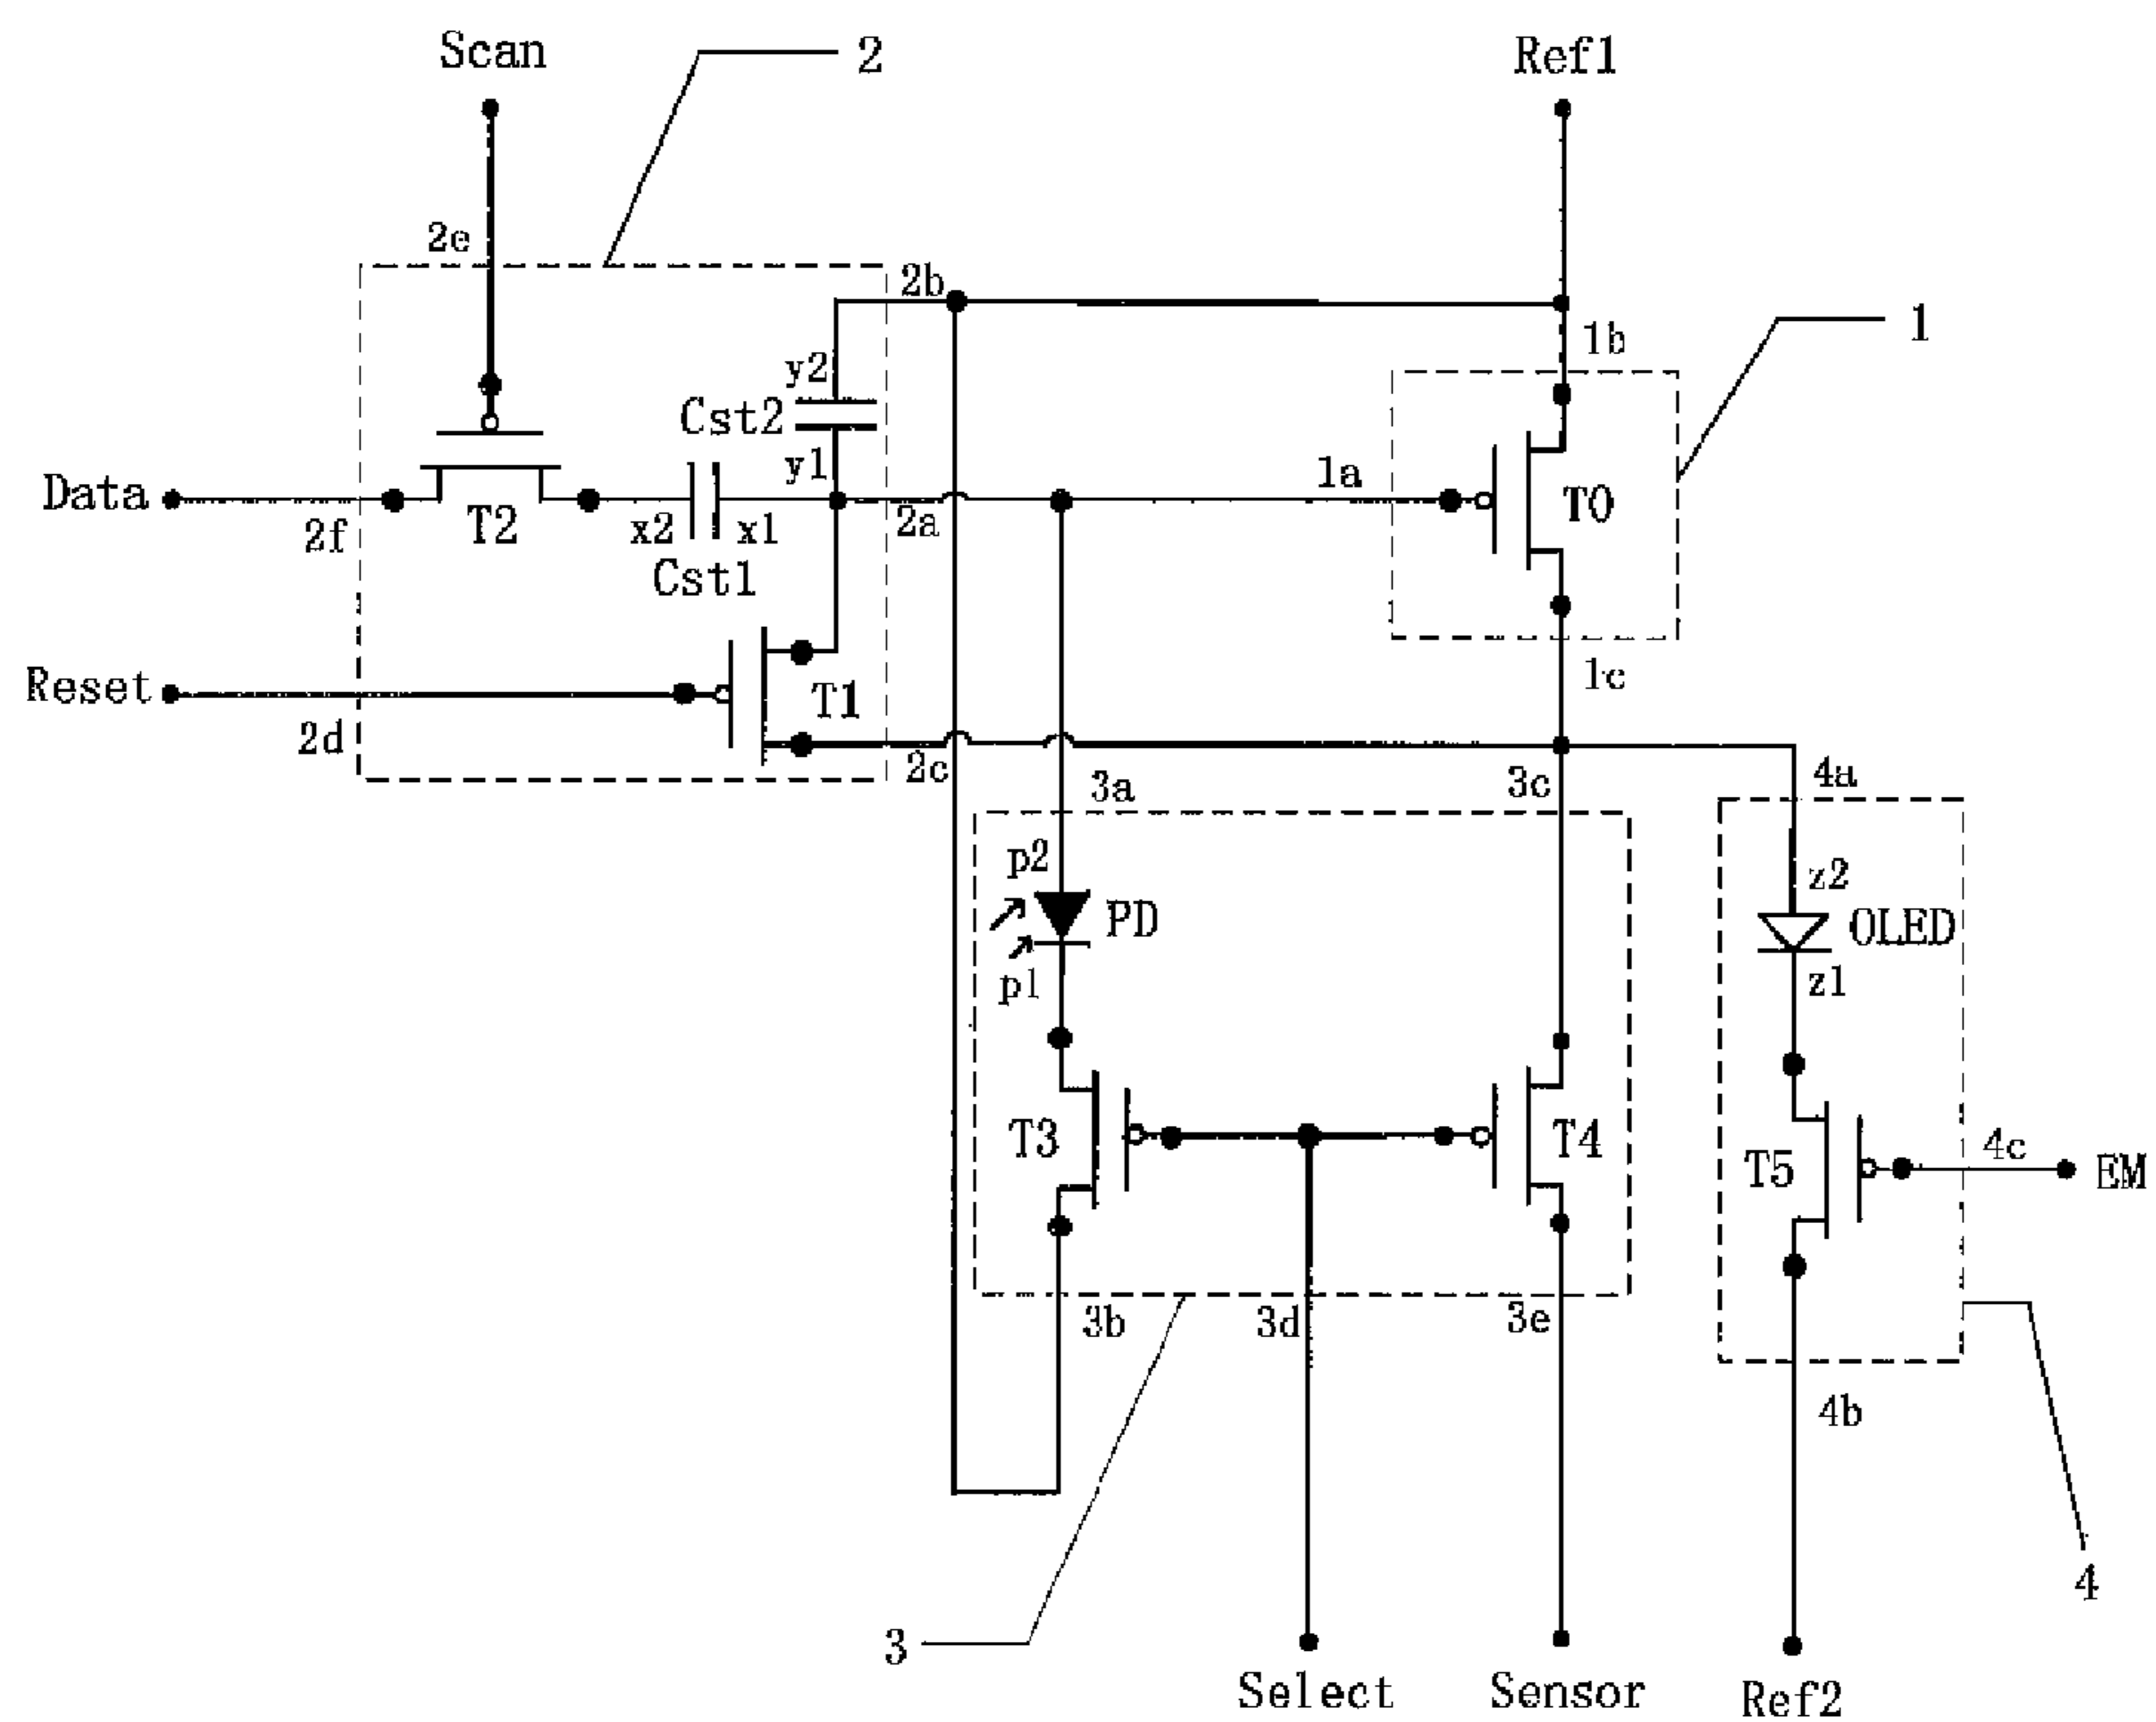 Scan
2
Ref1
2e
2b
1b
1
y2
Cst2
y1
1a
Data
2f
T2
x2
x1
2a
T0
Cst1
Reset
2d
T1
1c
2c
3a
3c
4a
p2
PD
z2
OLED
p1
z1
T3
T4
T5
4c
EM
3b
3d
3e
4b
4
3
Select
Sensor
Ref2